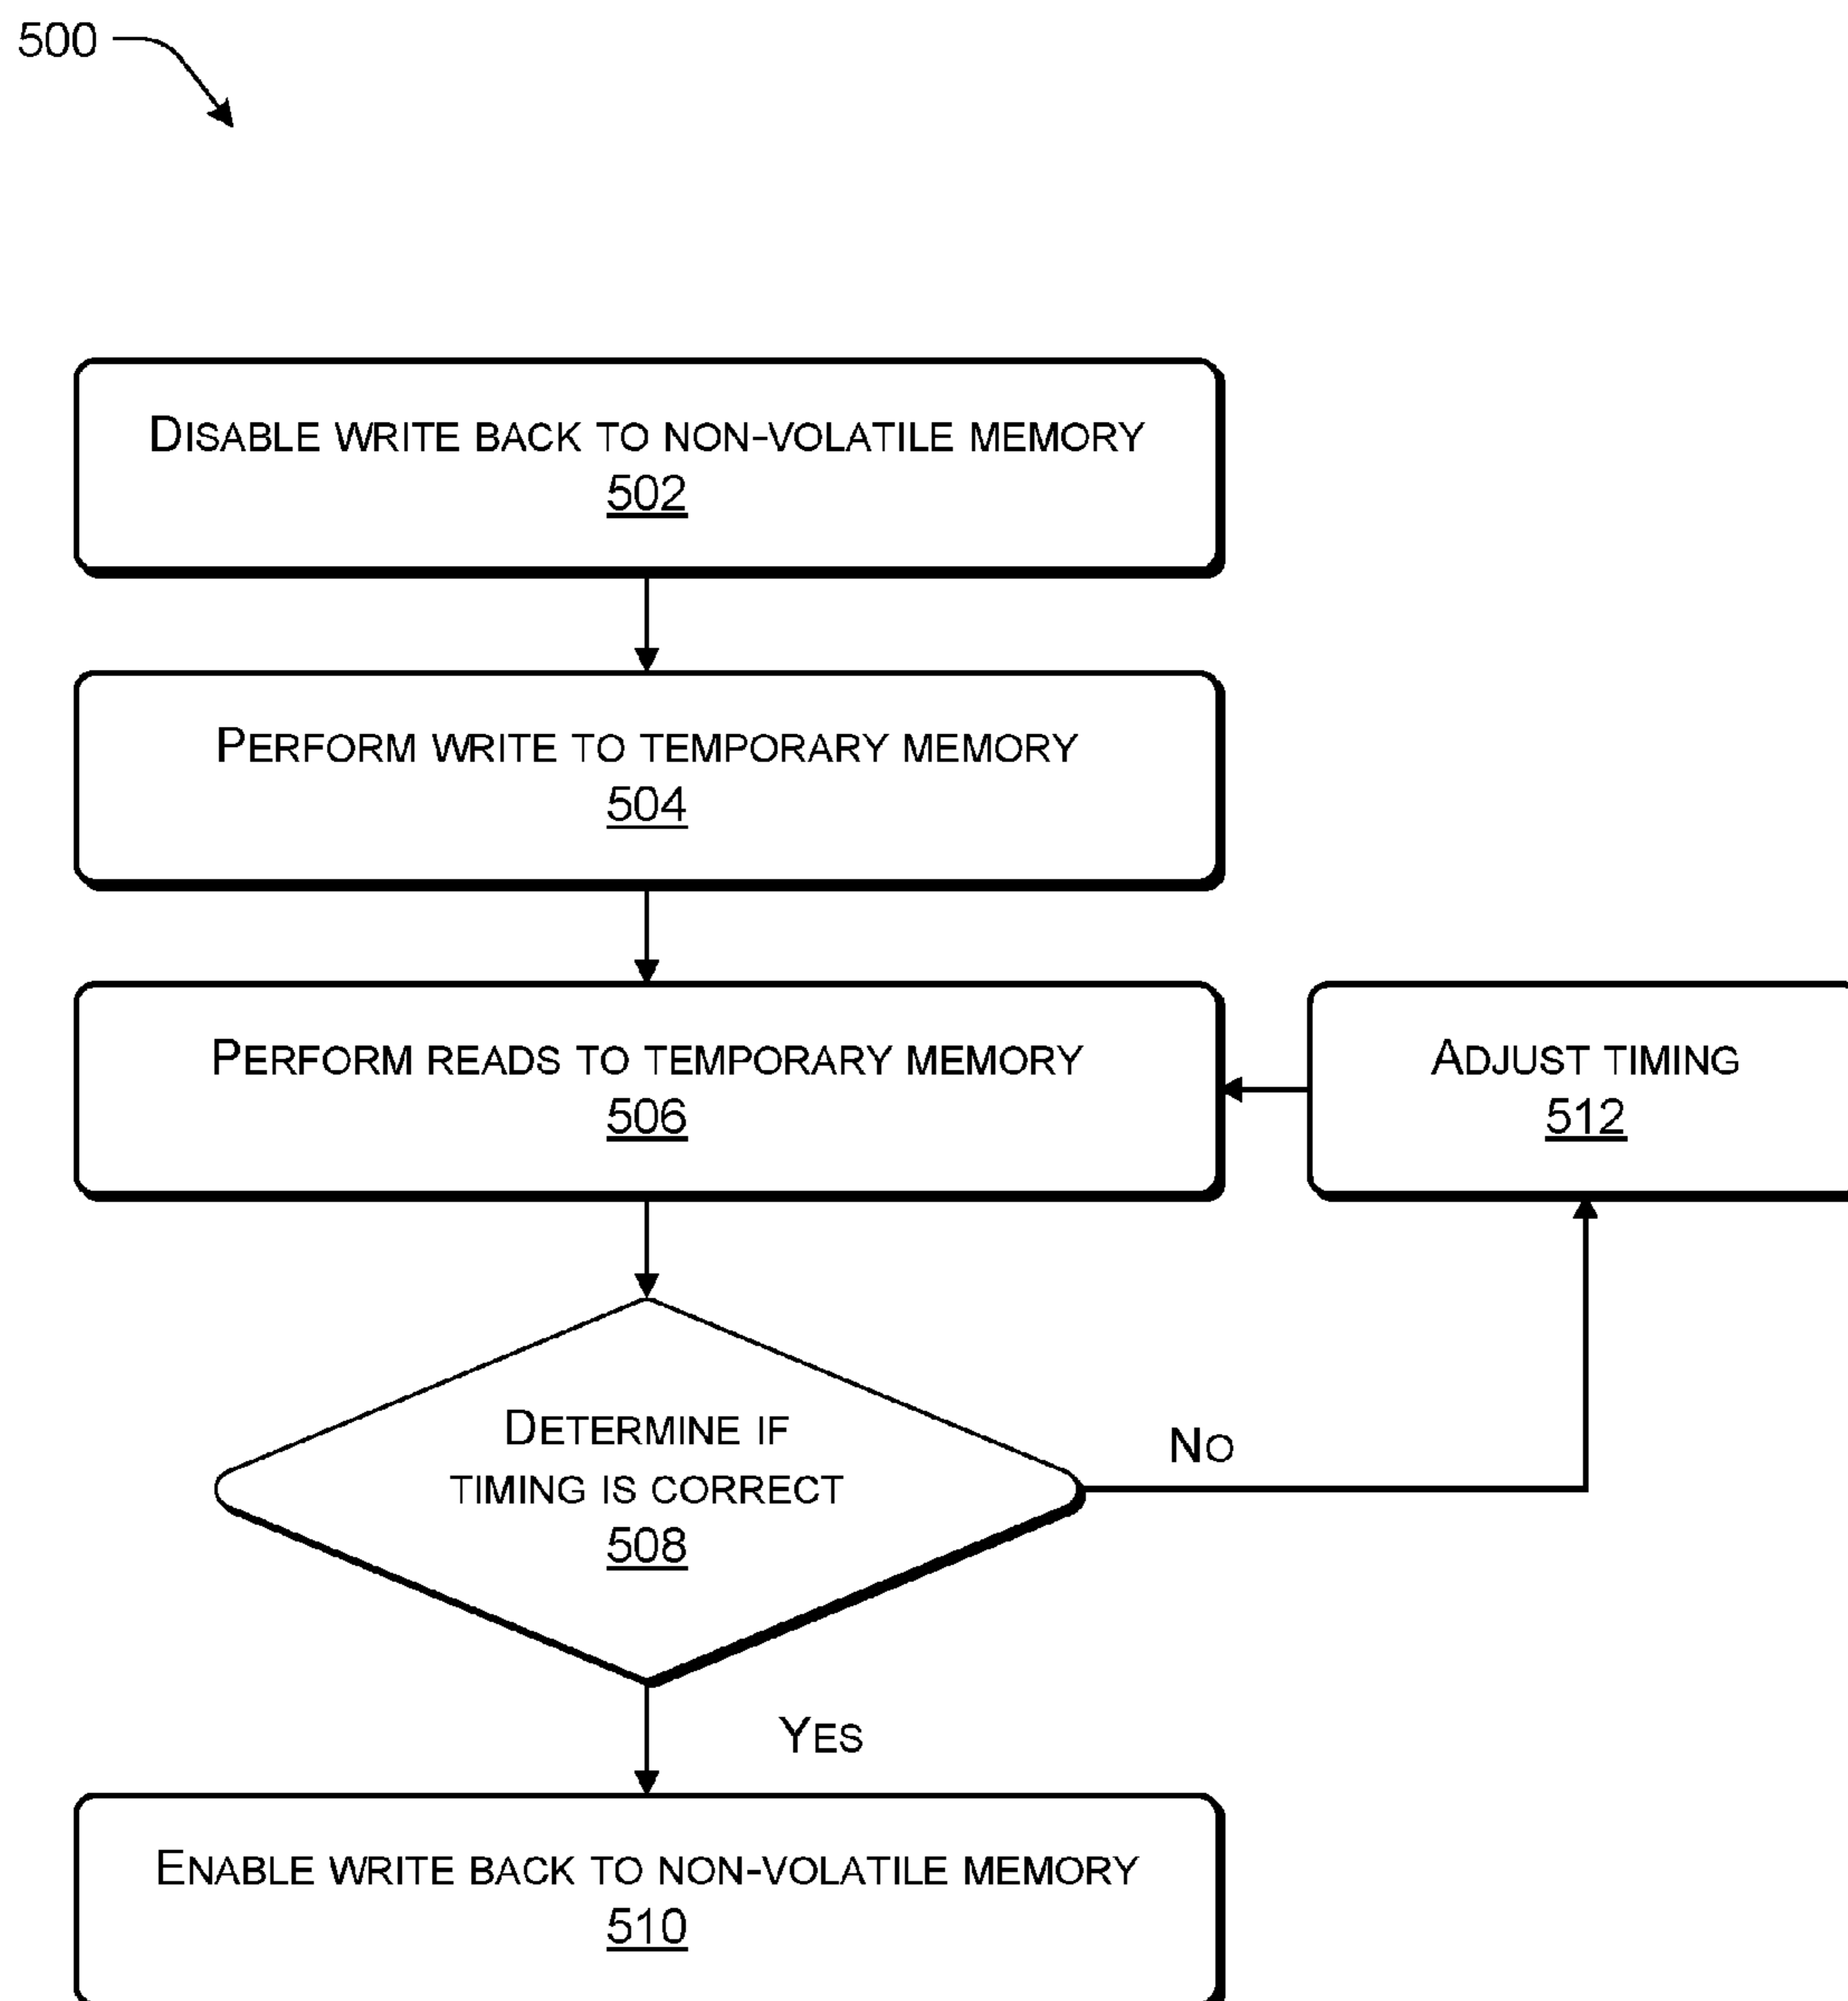 500
DISABLE WRITE BACK TO NON-VOLATILE MEMORY
502
PERFORM WRITE TO TEMPORARY MEMORY
504
PERFORM READS TO TEMPORARY MEMORY
506
ADJUST TIMING
512
DETERMINE IF
TIMING IS CORRECT
508
NO
YES
ENABLE WRITE BACK TO NON-VOLATILE MEMORY
510